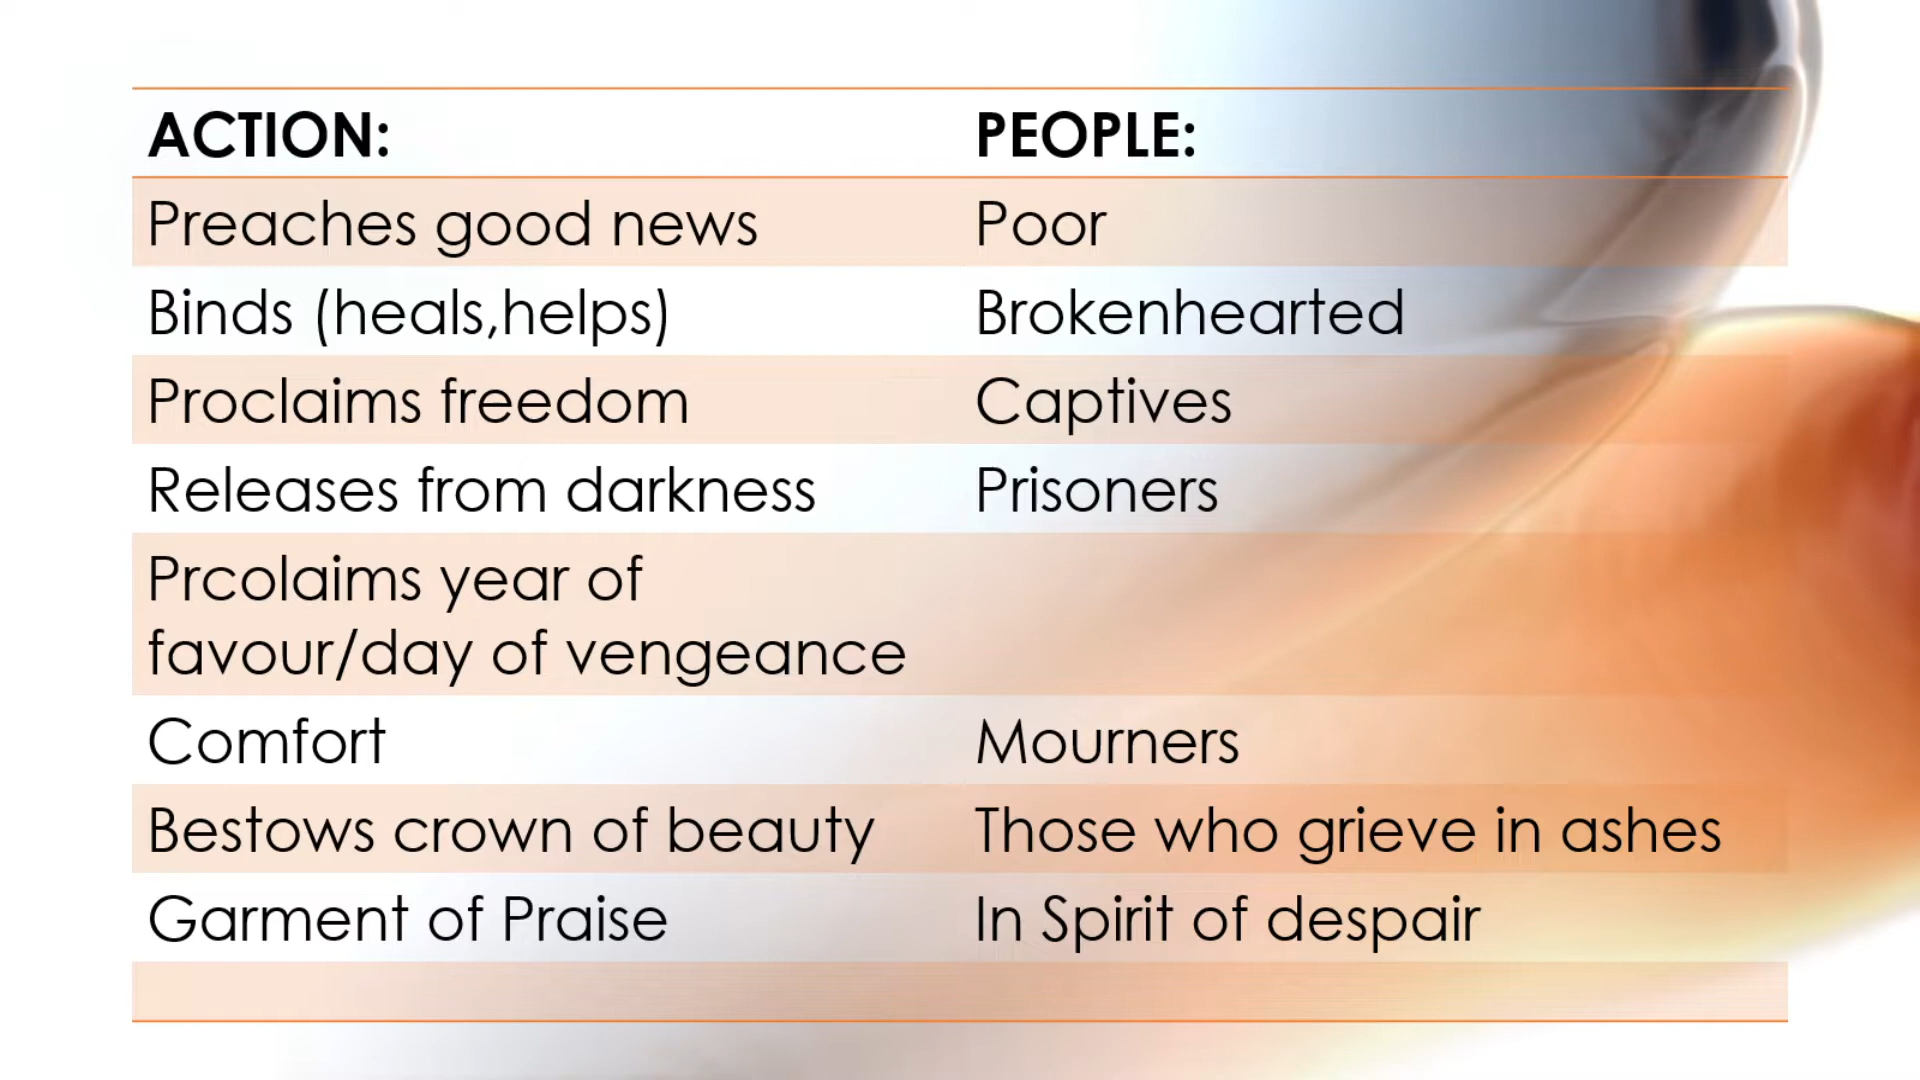 ACTION: PEOPLE:
Preaches good news Poor
Binds (heals,helps) Brokenhearted
Proclaims freedom Captives
Releases from darkness Prisoners
Prcolaims year of
favour/day of vengeance
Comfort Mourners
Bestows crown of beauty Those who grieve in ashes
Garment of Praise In Spirit of despair